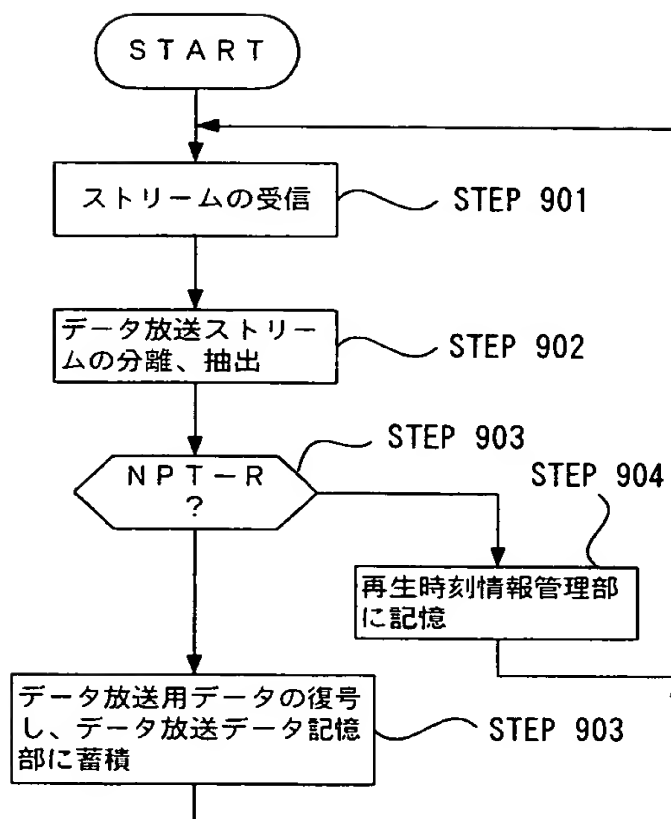 START
ストリームの受信
STEP 901
データ放送ストリー
ムの分離、抽出
STEP 902
STEP 903
NPT-R
?
STEP 904
再生時刻情報管理部
に記憶
データ放送用データの復号
し、データ放送データ記憶
部に蓄積
STEP 903